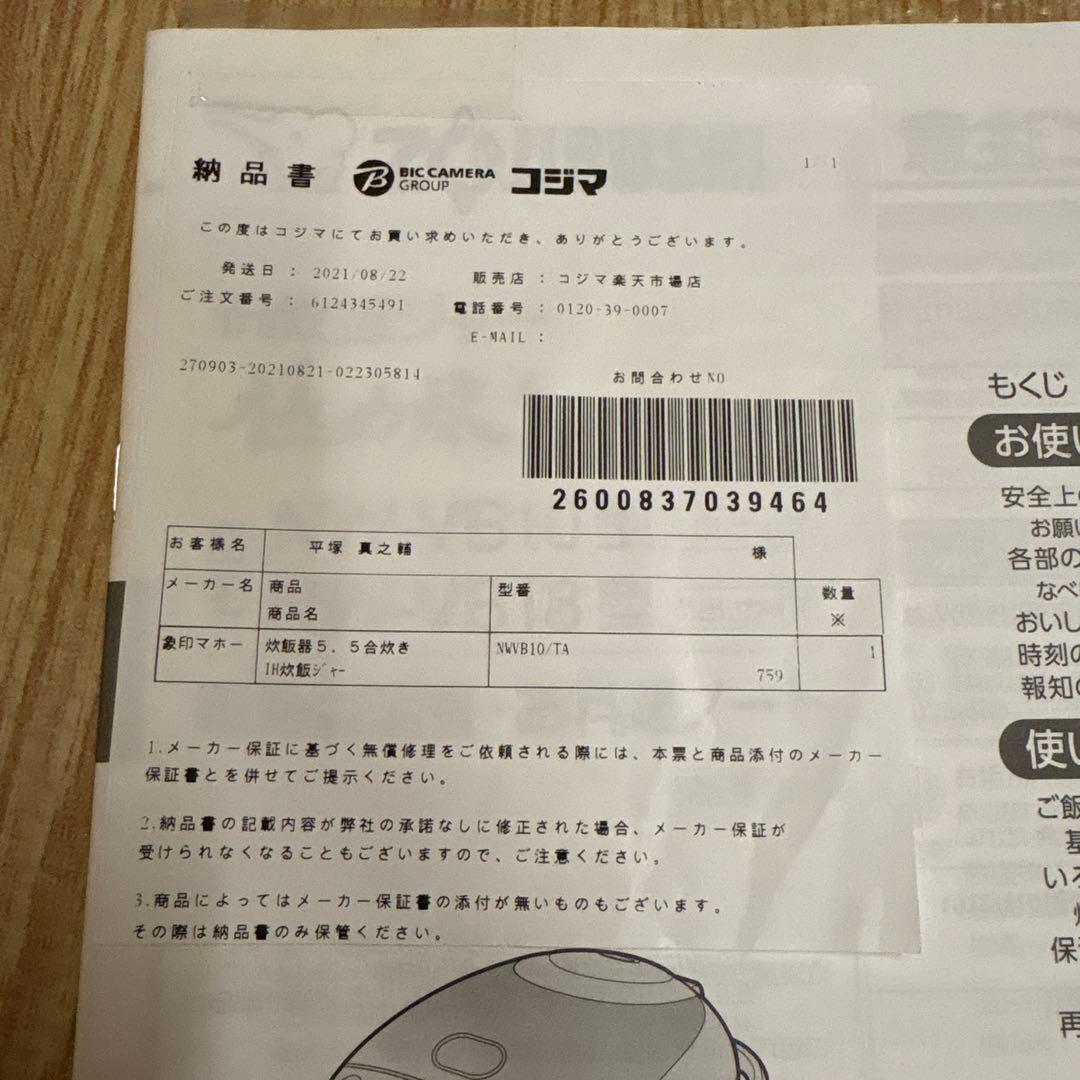 納品書 BIC CAMERA GROUP コジマ
1 1
この度はコジマにてお買い求めいただき、ありがとうございます。
発送日 : 2021/08/22
販売店 : コジマ楽天市場店
ご注文番号 : 6124345491
電話番号 : 0120-39-0007
E-MAIL :
270903-20210821-022305814
お問合わせNO
2600837039464
お客様名 平塚 真之輔 様
メーカー名 商品 型番 数量
商品名 ※
象印マホー 炊飯器5.5合炊き NWVB10/TA 1
IH炊飯ジャー 759
1.メーカー保証に基づく無償修理をご依頼される際には、本票と商品添付のメーカー
保証書とを併せてご提示ください。
2.納品書の記載内容が弊社の承諾なしに修正された場合、メーカー保証が
受けられなくなることもございますので、ご注意ください。
3.商品によってはメーカー保証書の添付が無いものもございます。
その際は納品書のみ保管ください。
もくじ
お使い
安全上の
お願い
各部の
なべ
おいし
時刻の
報知の
使い
ご飯
基
いろ
保
再